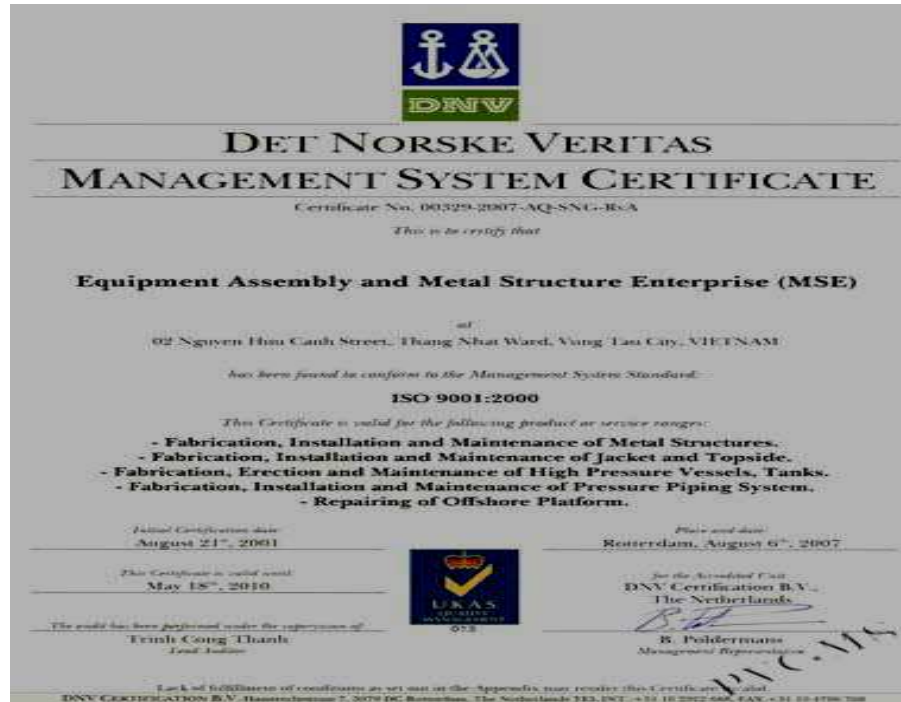 DNV
DET NORSKE VERITAS
MANAGEMENT SYSTEM CERTIFICATE
Certificate No. 00329-2007-AQ-SNG-RvA
This is to certify that
Equipment Assembly and Metal Structure Enterprise (MSE)
at
02 Nguyen Huu Canh Street, Thang Nhat Ward, Vung Tau City, VIETNAM
has been found to conform to the Management System Standard:
ISO 9001:2000
This Certificate is valid for the following product or service ranges:
- Fabrication, Installation and Maintenance of Metal Structures.
- Fabrication, Installation and Maintenance of Jacket and Topside.
- Fabrication, Erection and Maintenance of High Pressure Vessels, Tanks.
- Fabrication, Installation and Maintenance of Pressure Piping System.
- Repairing of Offshore Platform.
Initial Certification date:
August 21st, 2001
Place and date:
Rotterdam, August 6th, 2007
This Certificate is valid until:
May 18th, 2010
for the Accredited Unit
DNV Certification B.V.,
The Netherlands
UKAS
QUALITY
MANAGEMENT
The audit has been performed under the supervision of
Trinh Cong Thanh
Lead Auditor
B. Poldermans
Management Representative
PVC.MS
Lack of fulfilment of conditions as set out in the Appendix may render this Certificate invalid.
DNV CERTIFICATION B.V. The Netherlands